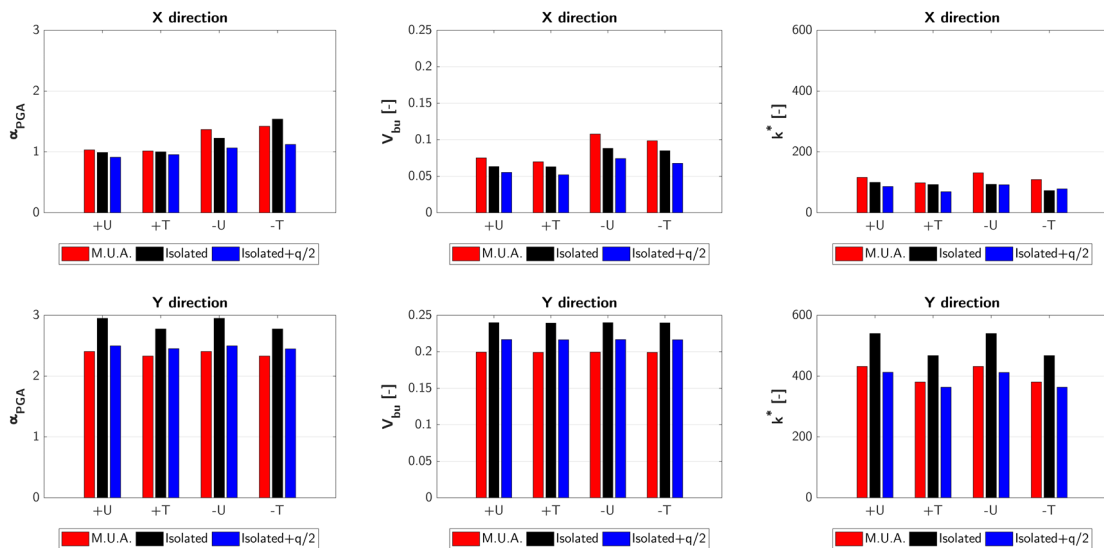 X direction
3
2
1
0
α_PGA
+U +T -U -T
M.U.A. Isolated Isolated+q/2
X direction
0.25
0.2
0.15
0.1
0.05
0
V_bu [-]
+U +T -U -T
M.U.A. Isolated Isolated+q/2
X direction
600
400
200
0
k* [-]
+U +T -U -T
M.U.A. Isolated Isolated+q/2
Y direction
3
2
1
0
α_PGA
+U +T -U -T
M.U.A. Isolated Isolated+q/2
Y direction
0.25
0.2
0.15
0.1
0.05
0
V_bu [-]
+U +T -U -T
M.U.A. Isolated Isolated+q/2
Y direction
600
400
200
0
k* [-]
+U +T -U -T
M.U.A. Isolated Isolated+q/2